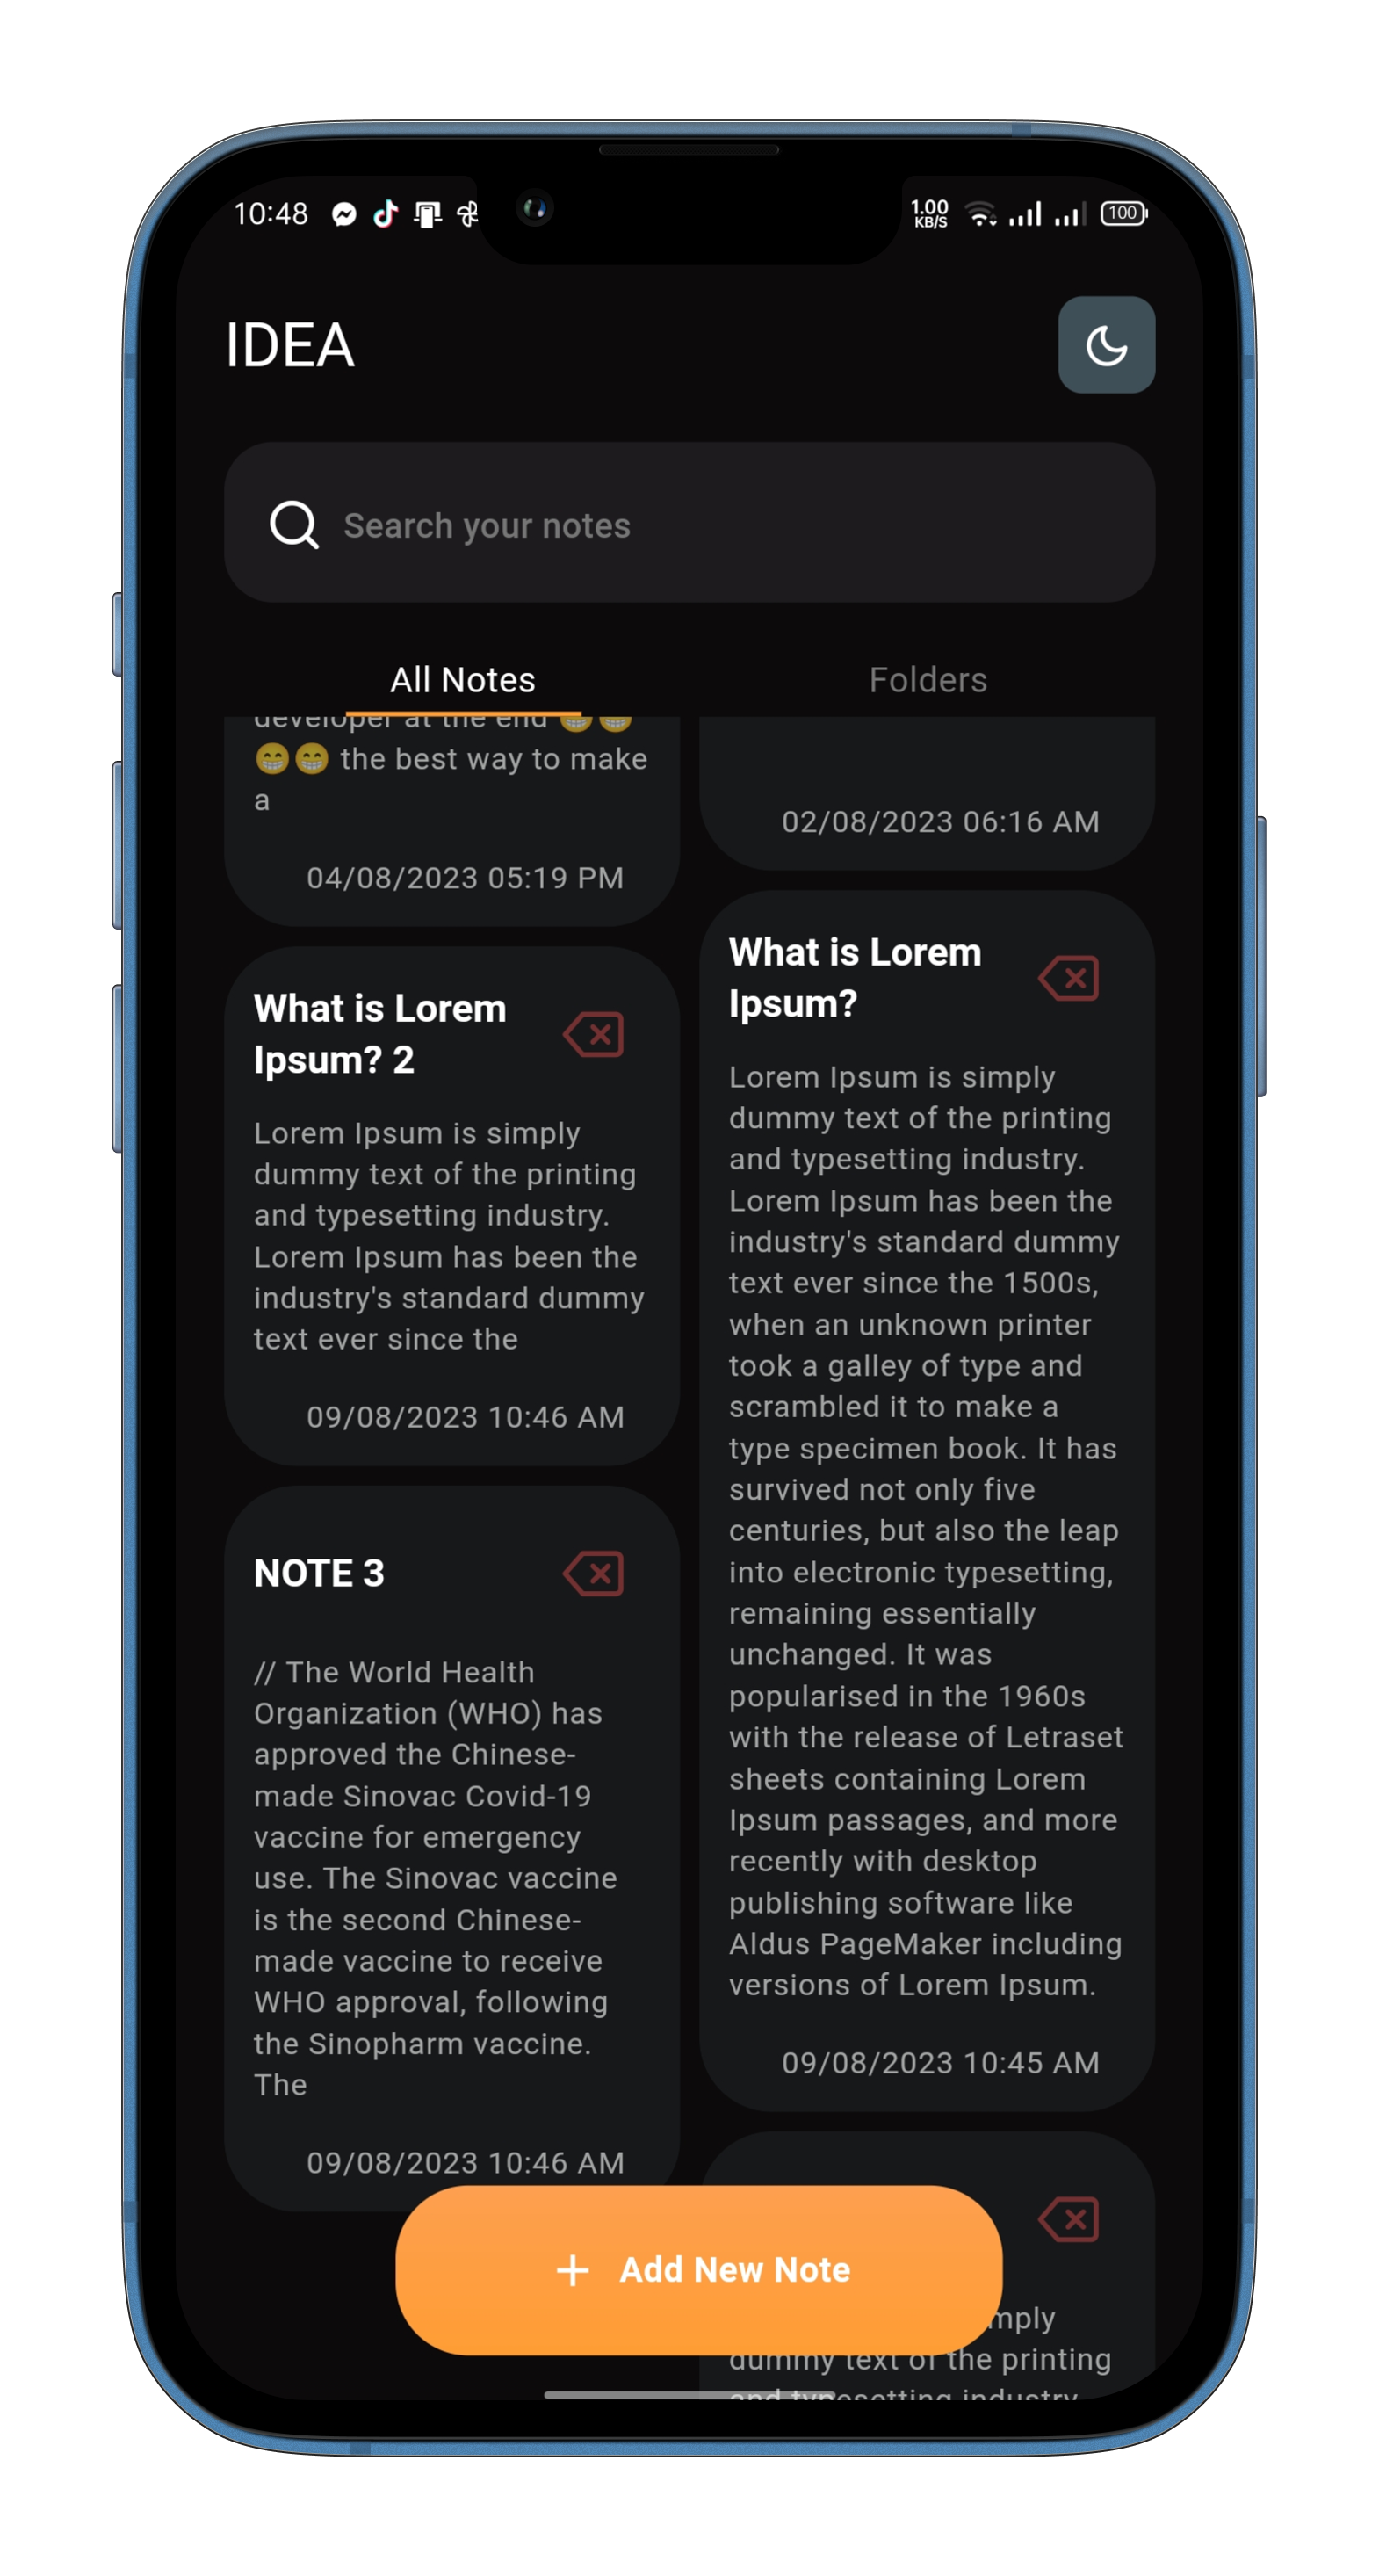 10:48
1.00
KB/S
100
IDEA
Search your notes
All Notes
Folders
developer at the end 😁😁
😁😁 the best way to make
a
04/08/2023 05:19 PM
What is Lorem
Ipsum? 2
Lorem Ipsum is simply
dummy text of the printing
and typesetting industry.
Lorem Ipsum has been the
industry's standard dummy
text ever since the
09/08/2023 10:46 AM
NOTE 3
// The World Health
Organization (WHO) has
approved the Chinese-
made Sinovac Covid-19
vaccine for emergency
use. The Sinovac vaccine
is the second Chinese-
made vaccine to receive
WHO approval, following
the Sinopharm vaccine.
The
09/08/2023 10:46 AM
02/08/2023 06:16 AM
What is Lorem
Ipsum?
Lorem Ipsum is simply
dummy text of the printing
and typesetting industry.
Lorem Ipsum has been the
industry's standard dummy
text ever since the 1500s,
when an unknown printer
took a galley of type and
scrambled it to make a
type specimen book. It has
survived not only five
centuries, but also the leap
into electronic typesetting,
remaining essentially
unchanged. It was
popularised in the 1960s
with the release of Letraset
sheets containing Lorem
Ipsum passages, and more
recently with desktop
publishing software like
Aldus PageMaker including
versions of Lorem Ipsum.
09/08/2023 10:45 AM
mply
dummy text of the printing
and typesetting industry
+ Add New Note